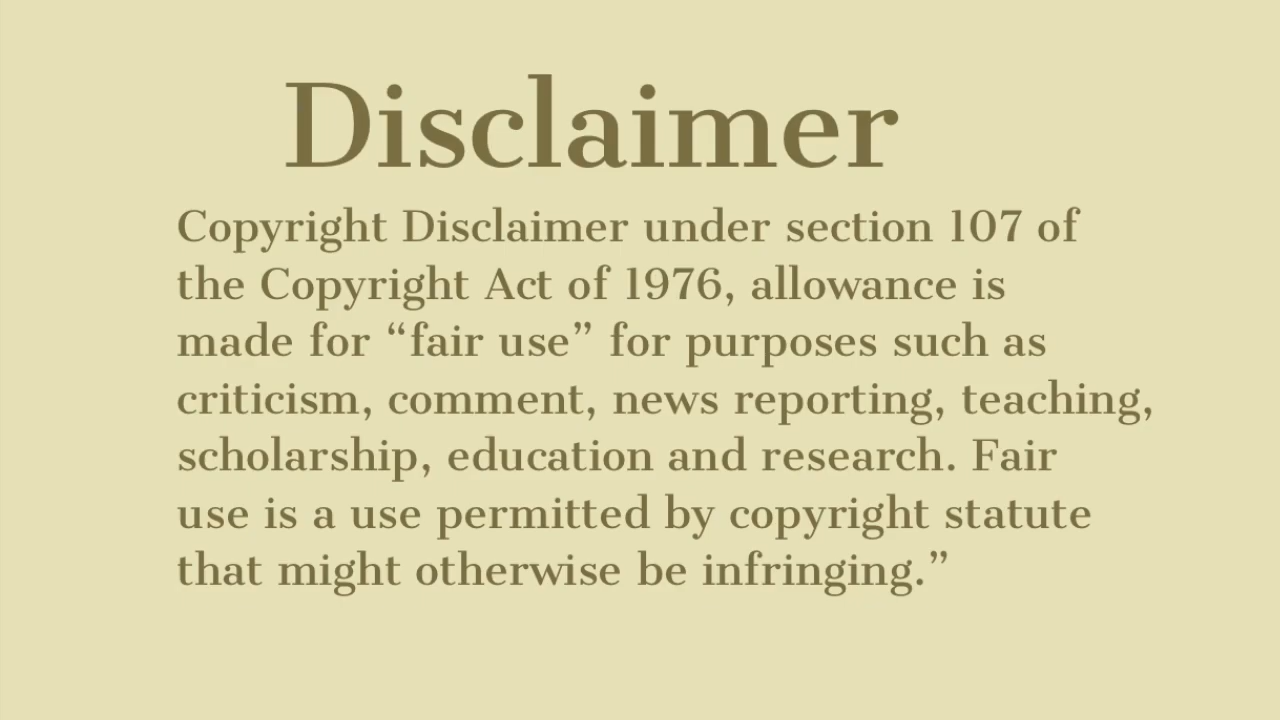 Disclaimer
Copyright Disclaimer under section 107 of
the Copyright Act of 1976, allowance is
made for “fair use” for purposes such as
criticism, comment, news reporting, teaching,
scholarship, education and research. Fair
use is a use permitted by copyright statute
that might otherwise be infringing.”